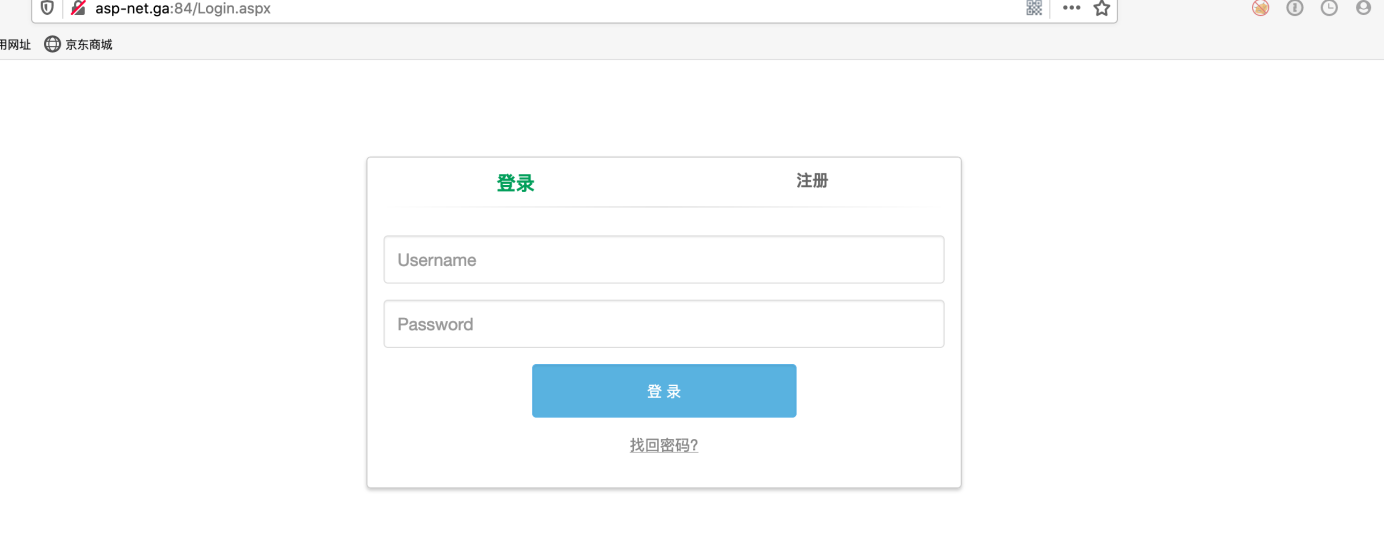 asp-net.ga:84/Login.aspx
用网址 京东商城
登录 注册
Username
Password
登 录
找回密码?